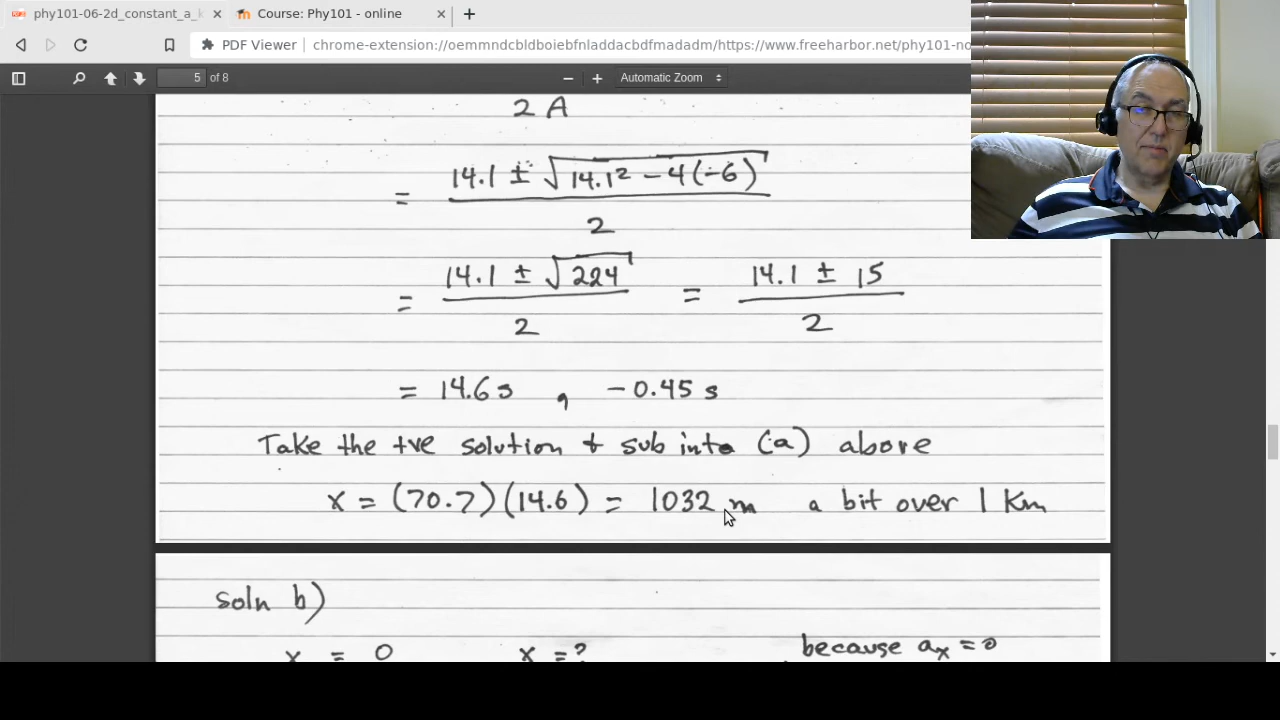 phy101-06-2d_constant_a_k
Course: Phy101 - online
PDF Viewer chrome-extension://oemmndcbldboiebfnladdacbdfmadadm/https://www.freeharbor.net/phy101-no
5 of 8 Automatic Zoom
2 A
= 14.1 ± √14.1² - 4(-6)
2
= 14.1 ± √224 = 14.1 ± 15
2 2
= 14.6 s , -0.45 s
Take the +ve solution & sub into (a) above
x = (70.7)(14.6) = 1032 m a bit over 1 Km
soln b)
because ax = 0
x = 0 x = ?